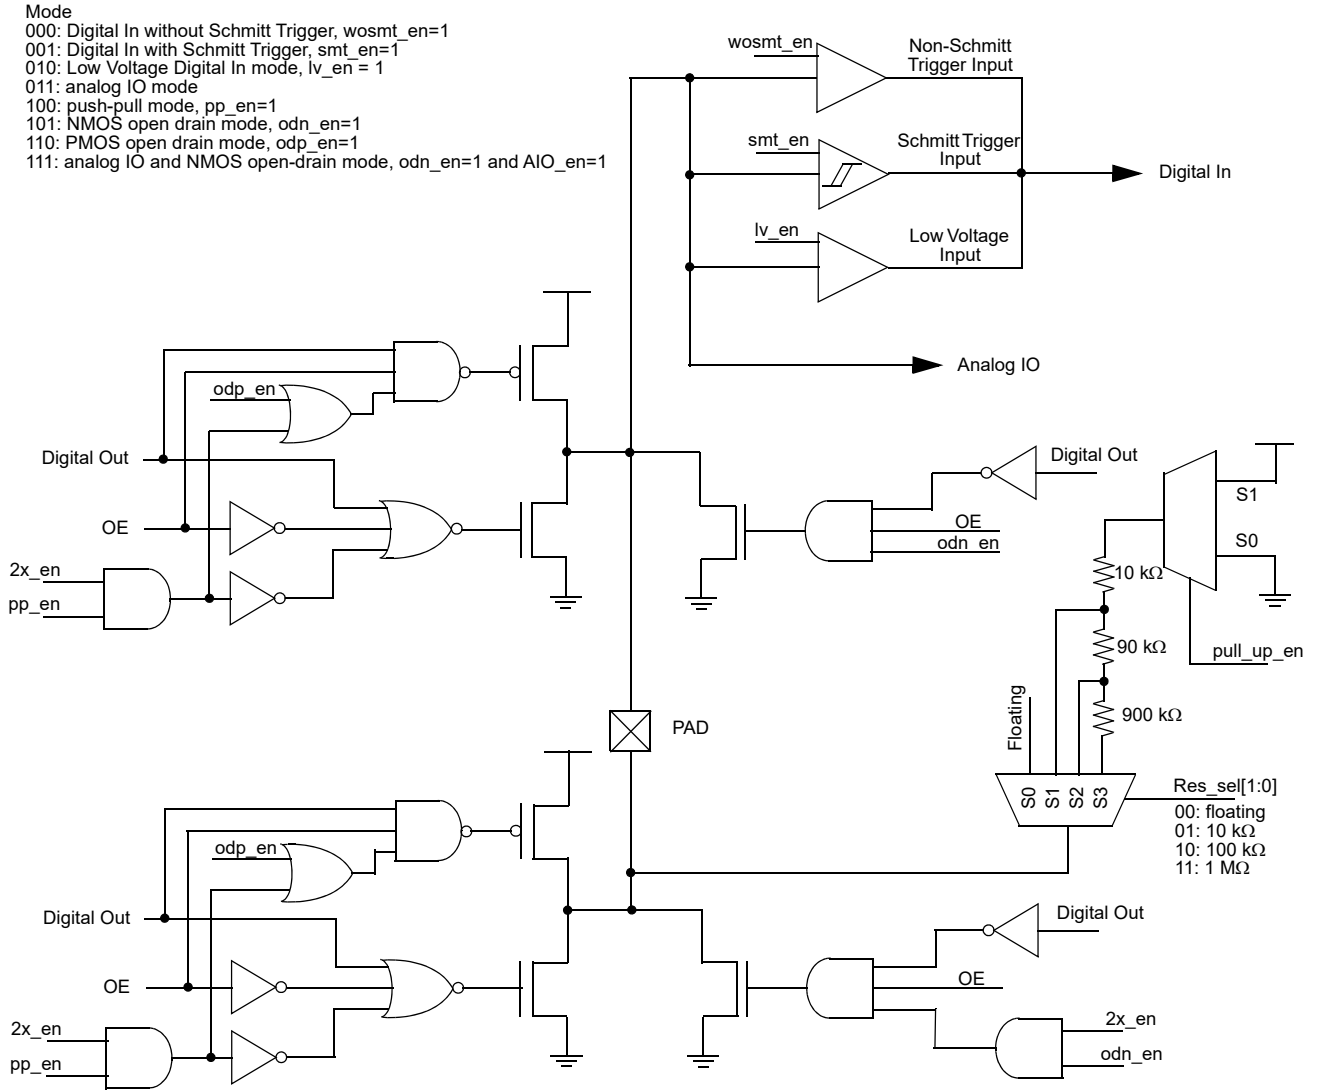 Mode
000: Digital In without Schmitt Trigger, wosmt_en=1
001: Digital In with Schmitt Trigger, smt_en=1
010: Low Voltage Digital In mode, lv_en = 1
011: analog IO mode
100: push-pull mode, pp_en=1
101: NMOS open drain mode, odn_en=1
110: PMOS open drain mode, odp_en=1
111: analog IO and NMOS open-drain mode, odn_en=1 and AIO_en=1
wosmt_en
Non-Schmitt
Trigger Input
smt_en
Schmitt Trigger
Input
Digital In
lv_en
Low Voltage
Input
Analog IO
odp_en
Digital Out
OE
2x_en
pp_en
Digital Out
OE
odn_en
S1
S0
10 kΩ
90 kΩ
900 kΩ
pull_up_en
Floating
PAD
S0
S1
S2
S3
Res_sel[1:0]
00: floating
01: 10 kΩ
10: 100 kΩ
11: 1 MΩ
odp_en
Digital Out
OE
2x_en
pp_en
Digital Out
OE
2x_en
odn_en